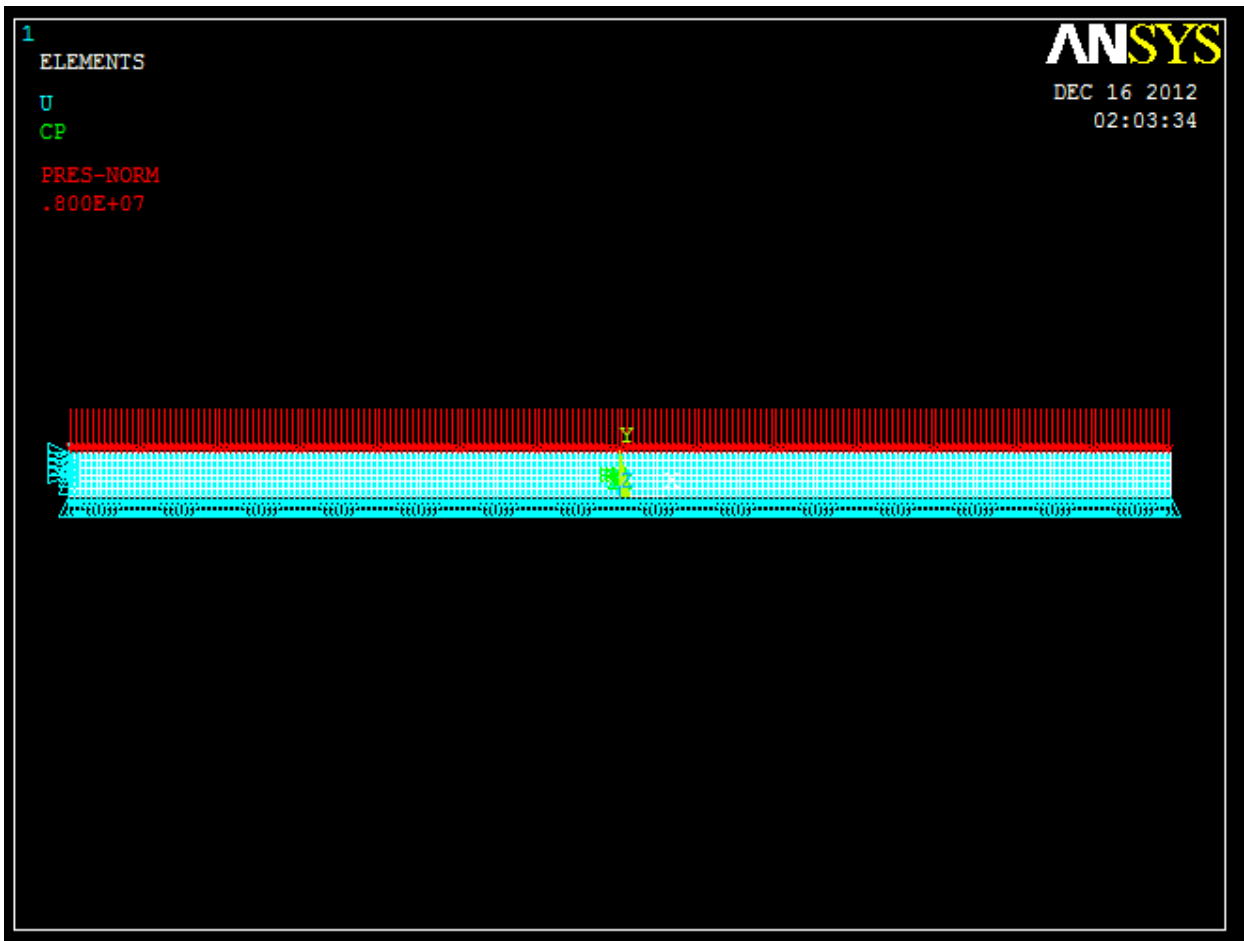 1
ELEMENTS
U
CP
PRES-NORM
.800E+07
ANSYS
DEC 16 2012
02:03:34
Y
Z
X